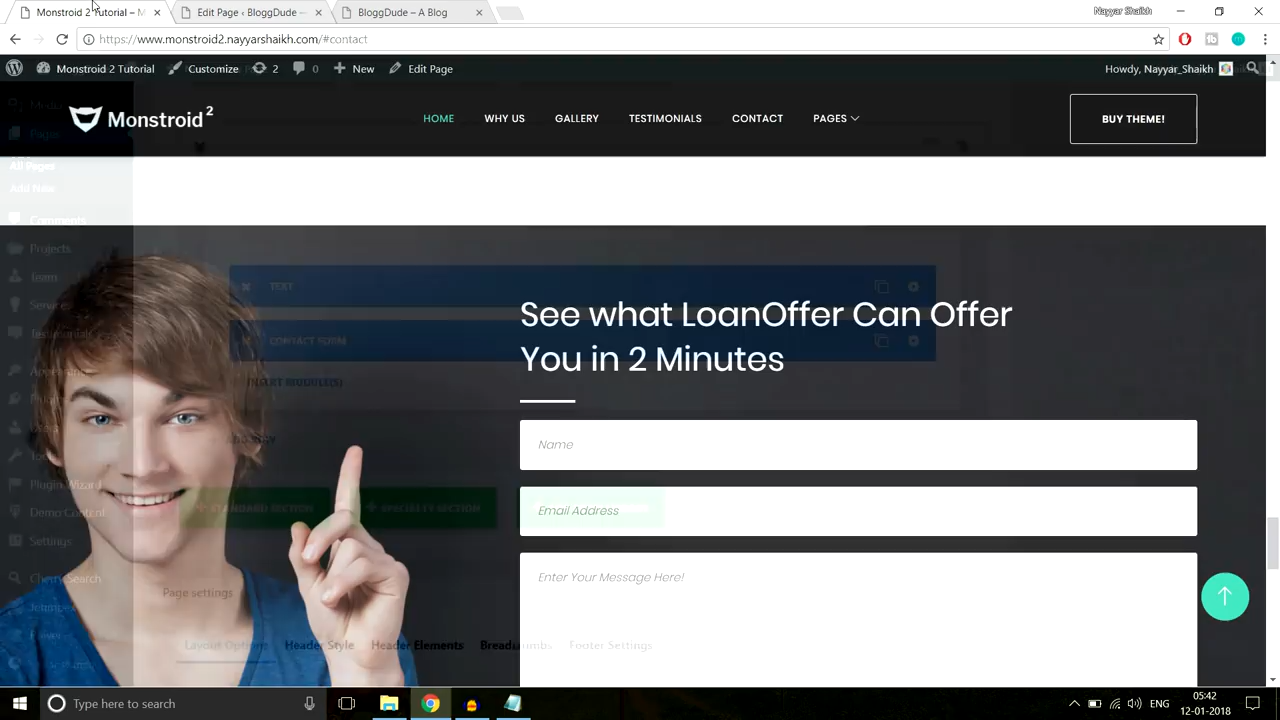 Monstroid 2 Tutorial – M
Edit Page ‹ BloggDude —
BloggDude – A Blog
Nayyar Shaikh
https://www.monstroid2.nayyarshaikh.com/#contact
Monstroid 2 Tutorial
Customize
2
0
New
Edit Page
Howdy, Nayyar_Shaikh
Monstroid 2
HOME
WHY US
GALLERY
TESTIMONIALS
CONTACT
PAGES
BUY THEME!
Media
Pages
All Pages
Add New
Comments
Projects
Team
Services
Testimonials
Appearance
Plugins
Users
Tools
Plugin Wizard
Demo Content
Settings
Cherry Search
Jetimpex
TEXT
CONTACT FORM
INSERT MODULE(S)
STANDARD SECTION
SPECIALTY SECTION
Page settings
Layout Options
Header Style
Header Elements
Breadcrumbs
Footer Settings
See what LoanOffer Can Offer
You in 2 Minutes
Name
Email Address
Enter Your Message Here!
Type here to search
ENG
05:42
12-01-2018